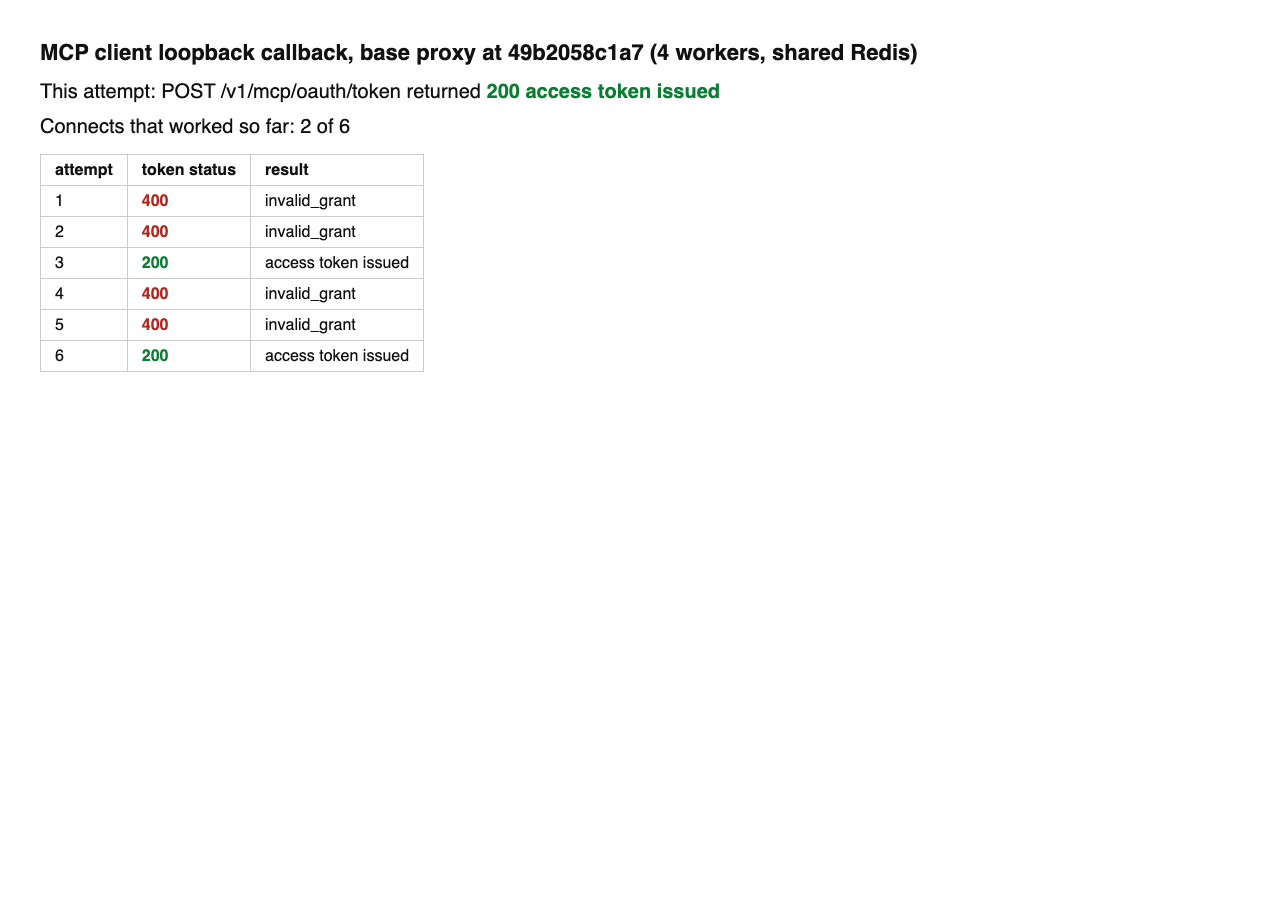 MCP client loopback callback, base proxy at 49b2058c1a7 (4 workers, shared Redis)
This attempt: POST /v1/mcp/oauth/token returned 200 access token issued
Connects that worked so far: 2 of 6
attempt token status result
1 400 invalid_grant
2 400 invalid_grant
3 200 access token issued
4 400 invalid_grant
5 400 invalid_grant
6 200 access token issued